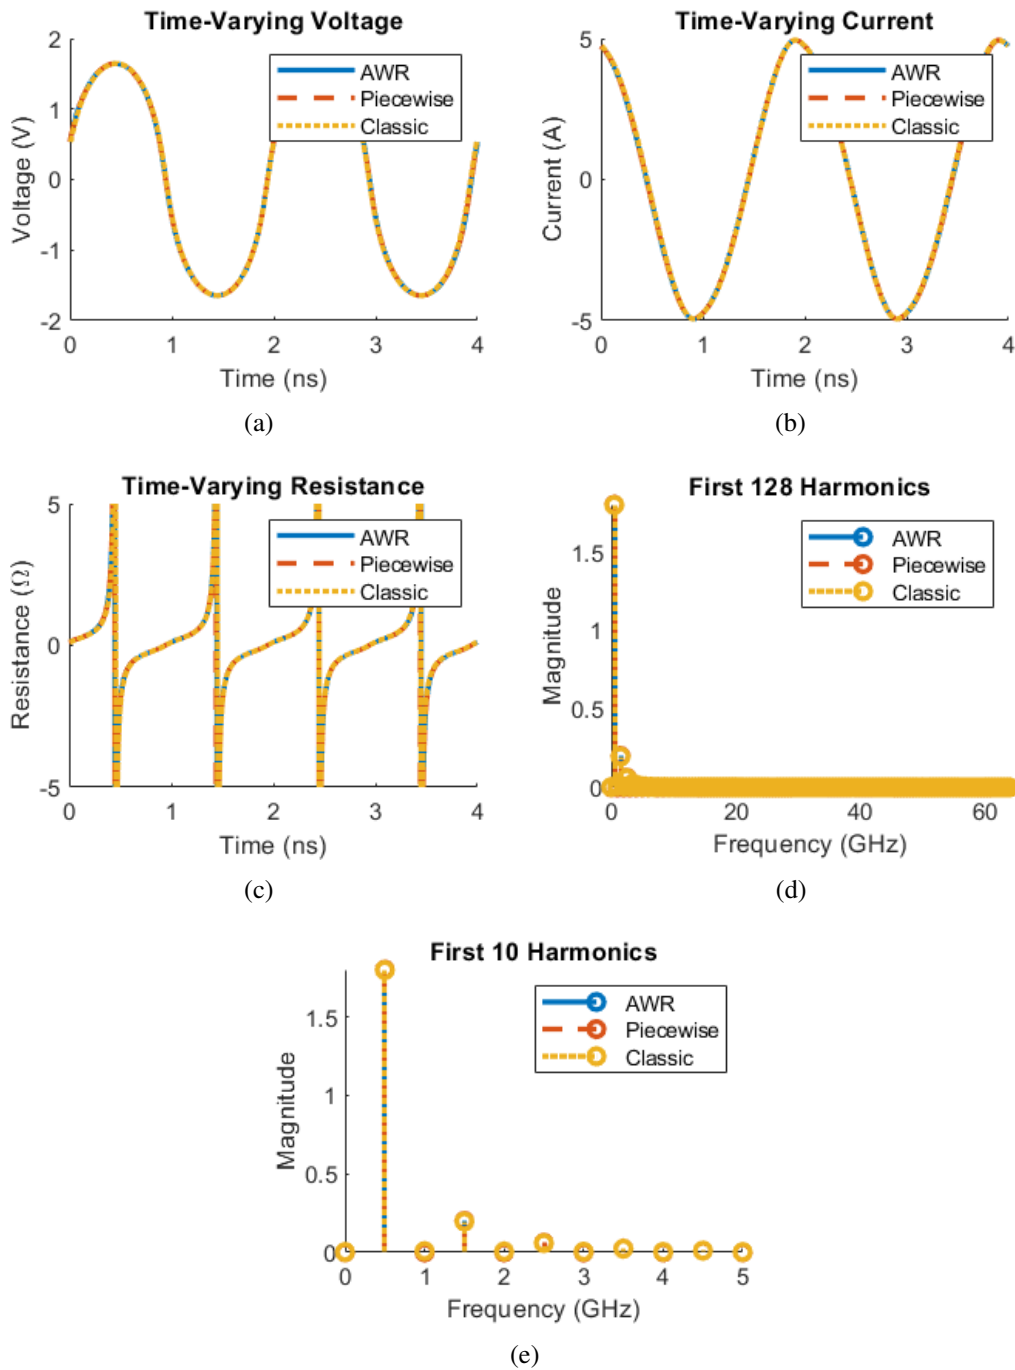 Time-Varying Voltage
2
1
0
-1
-2
Voltage (V)
AWR
Piecewise
Classic
0 1 2 3 4
Time (ns)
(a)
Time-Varying Current
5
0
-5
Current (A)
AWR
Piecewise
Classic
0 1 2 3 4
Time (ns)
(b)
Time-Varying Resistance
5
0
-5
Resistance (Ω)
AWR
Piecewise
Classic
0 1 2 3 4
Time (ns)
(c)
First 128 Harmonics
1.5
1
0.5
0
Magnitude
AWR
Piecewise
Classic
0 20 40 60
Frequency (GHz)
(d)
First 10 Harmonics
1.5
1
0.5
0
Magnitude
AWR
Piecewise
Classic
0 1 2 3 4 5
Frequency (GHz)
(e)